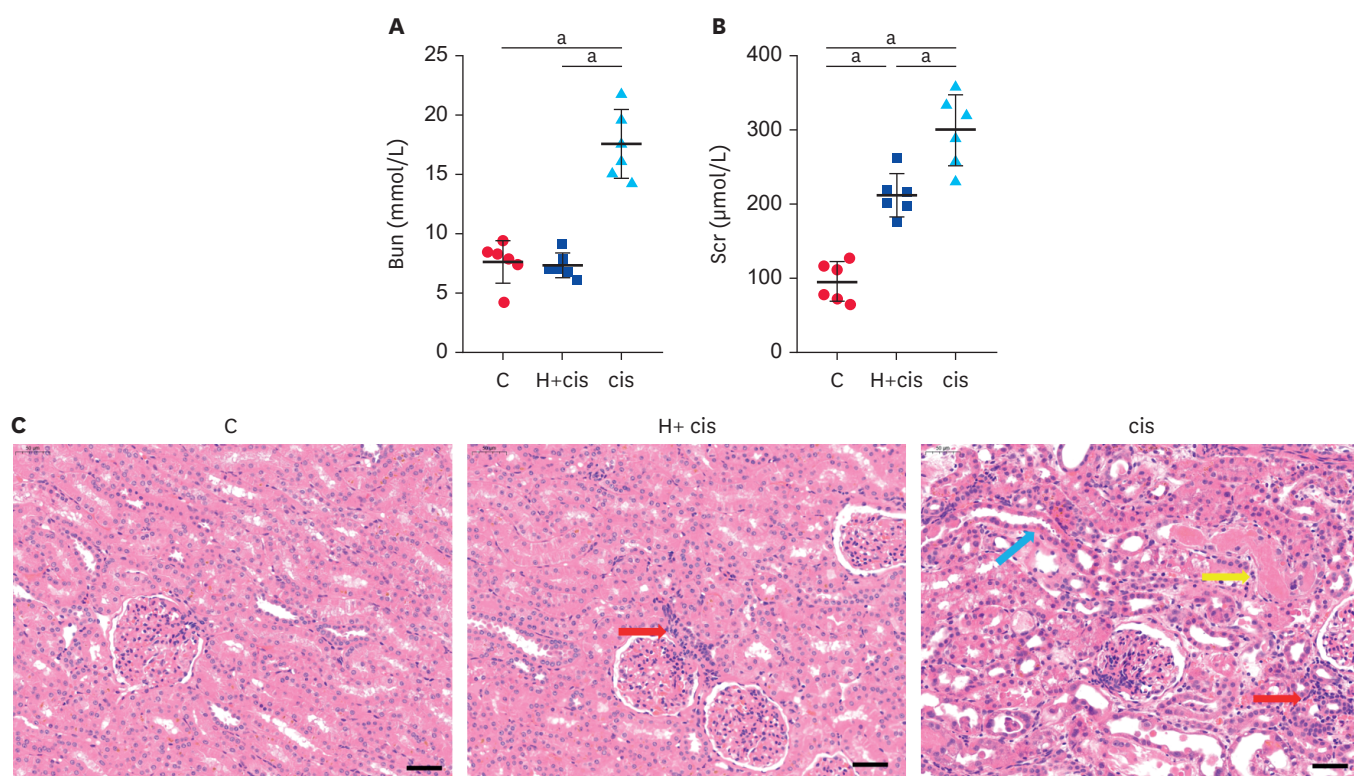 A
a
a
25
20
15
10
5
0
Bun (mmol/L)
C H+cis cis
B
a
a a
400
300
200
100
0
Scr (µmol/L)
C H+cis cis
C
C
H+ cis
cis